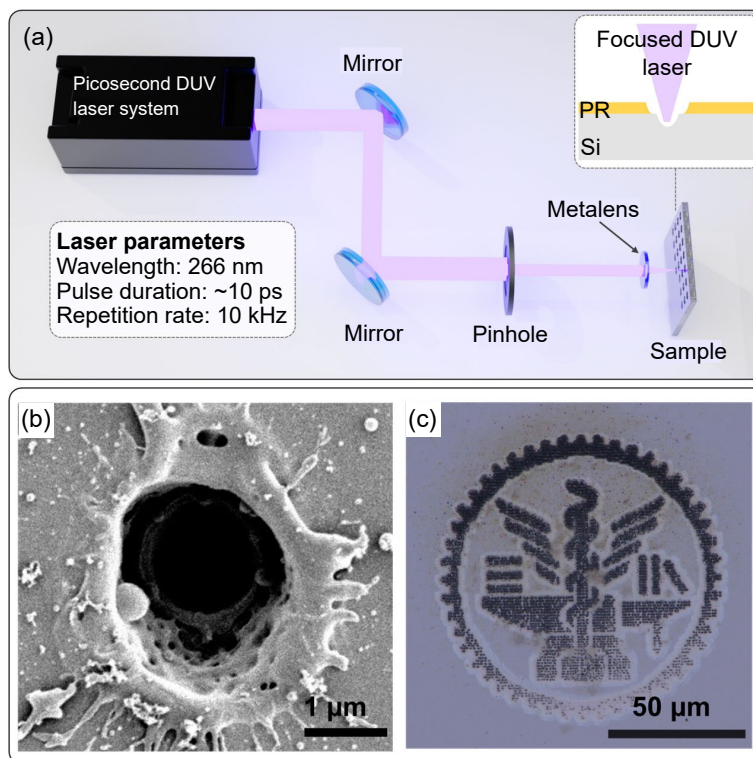 (a)
Picosecond DUV
laser system
Mirror
Focused DUV
laser
PR
Si
Metalens
Laser parameters
Wavelength: 266 nm
Pulse duration: ~10 ps
Repetition rate: 10 kHz
Mirror
Pinhole
Sample
(b)
1 μm
(c)
50 μm